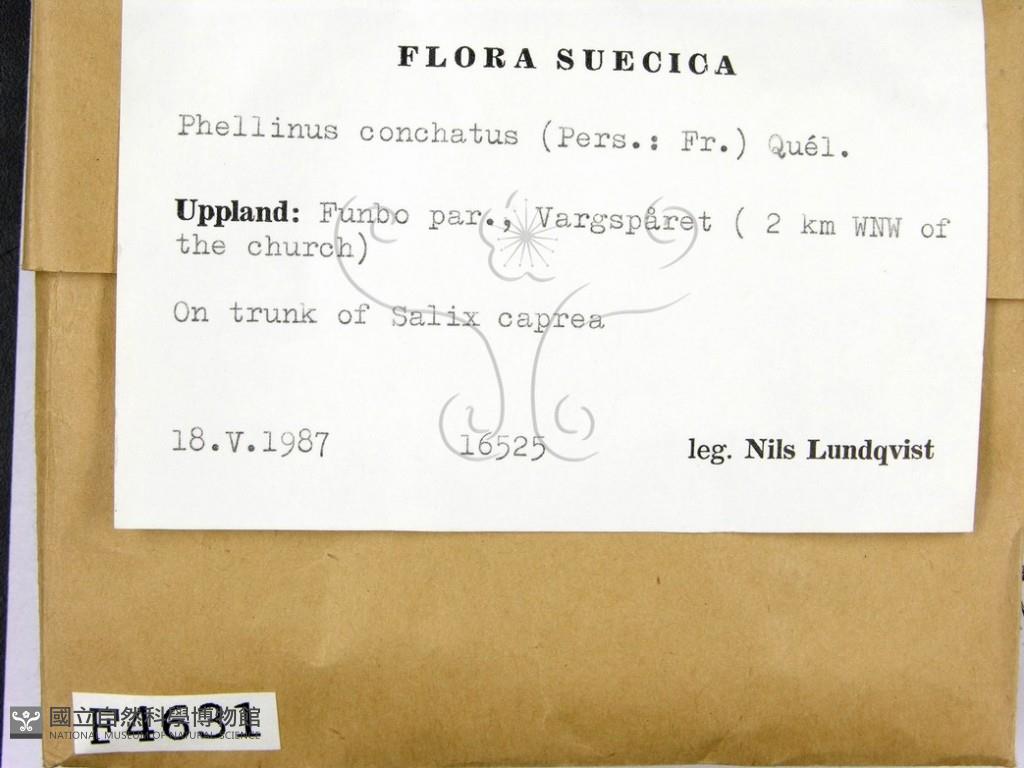 FLORA SUECICA
Phellinus conchatus (Pers.: Fr.) Quél.
Uppland: Funbo par., Vargspåret ( 2 km WNW of
the church)
On trunk of Salix caprea
18.V.1987 16525 leg. Nils Lundqvist
F4631
國立自然科學博物館
NATIONAL MUSEUM OF NATURAL SCIENCE